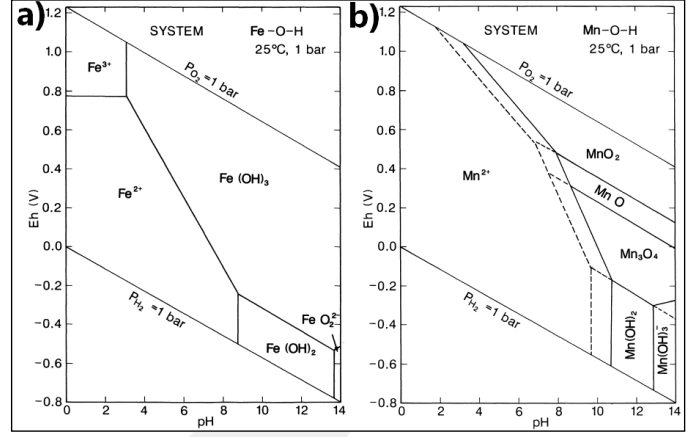 a)
SYSTEM Fe-O-H
25°C, 1 bar
Fe³⁺
P_O₂ =1 bar
Fe²⁺
Fe (OH)₃
P_H₂ =1 bar
Fe O₂²⁻
Fe (OH)₂
Eh (V)
1.2
1.0
0.8
0.6
0.4
0.2
0.0
-0.2
-0.4
-0.6
-0.8
0 2 4 6 8 10 12 14
pH
b)
SYSTEM Mn-O-H
25°C, 1 bar
P_O₂ =1 bar
MnO₂
Mn²⁺
Mn O
Mn₃O₄
P_H₂ =1 bar
Mn(OH)₂
Mn(OH)₃⁻
Eh (V)
1.2
1.0
0.8
0.6
0.4
0.2
0.0
-0.2
-0.4
-0.6
-0.8
0 2 4 6 8 10 12 14
pH